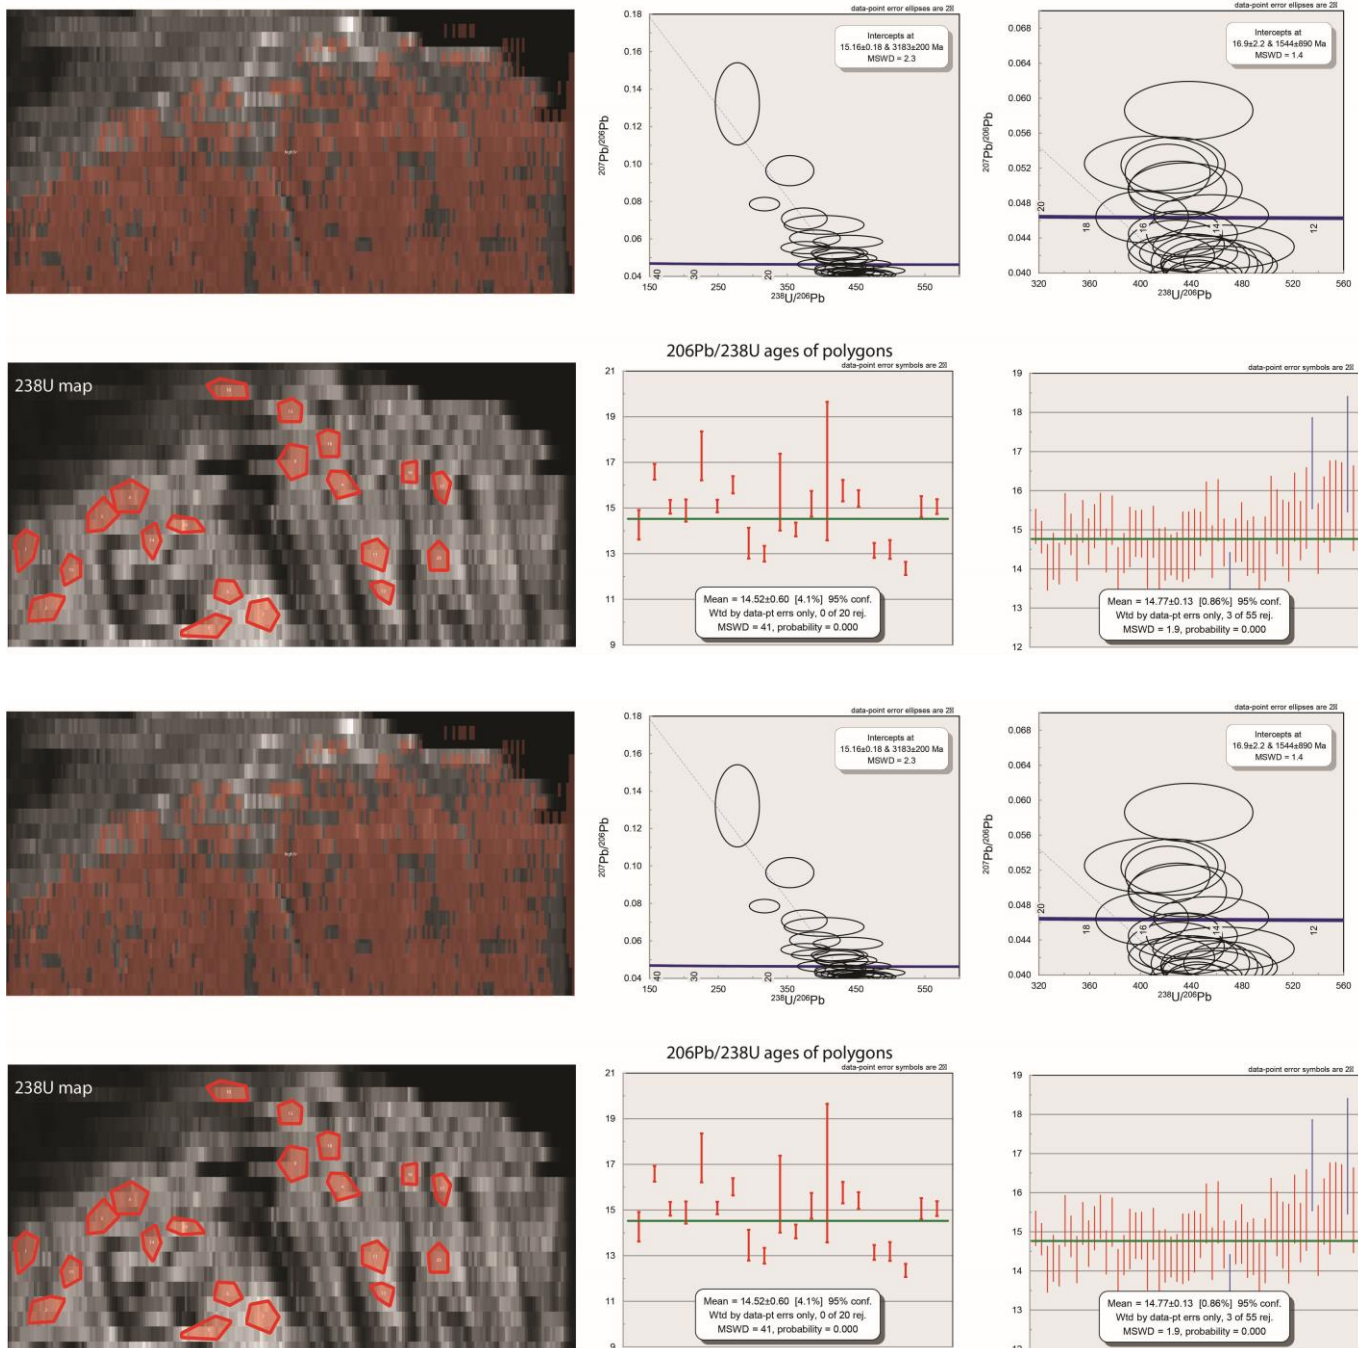 data-point error ellipses are 2
0.18
0.16
0.14
0.12
0.10
0.08
0.06
0.04
207Pb/206Pb
Intercepts at
15.16±0.18 & 3183±200 Ma
MSWD = 2.3
40
30
20
150
250
350
450
550
238U/206Pb
data-point error ellipses are 2
0.068
0.064
0.060
0.056
0.052
0.048
0.044
0.040
207Pb/206Pb
Intercepts at
16.9±2.2 & 1544±890 Ma
MSWD = 1.4
20
18
16
14
12
320
360
400
440
480
520
560
238U/206Pb
238U map
206Pb/238U ages of polygons
data-point error symbols are 2
21
19
17
15
13
11
9
Mean = 14.52±0.60 [4.1%] 95% conf.
Wtd by data-pt errs only, 0 of 20 rej.
MSWD = 41, probability = 0.000
data-point error symbols are 2
19
18
17
16
15
14
13
12
Mean = 14.77±0.13 [0.86%] 95% conf.
Wtd by data-pt errs only, 3 of 55 rej.
MSWD = 1.9, probability = 0.000
data-point error ellipses are 2
0.18
0.16
0.14
0.12
0.10
0.08
0.06
0.04
207Pb/206Pb
Intercepts at
15.16±0.18 & 3183±200 Ma
MSWD = 2.3
40
30
20
150
250
350
450
550
238U/206Pb
data-point error ellipses are 2
0.068
0.064
0.060
0.056
0.052
0.048
0.044
0.040
207Pb/206Pb
Intercepts at
16.9±2.2 & 1544±890 Ma
MSWD = 1.4
20
18
16
14
12
320
360
400
440
480
520
560
238U/206Pb
238U map
206Pb/238U ages of polygons
data-point error symbols are 2
21
19
17
15
13
11
9
Mean = 14.52±0.60 [4.1%] 95% conf.
Wtd by data-pt errs only, 0 of 20 rej.
MSWD = 41, probability = 0.000
data-point error symbols are 2
19
18
17
16
15
14
13
12
Mean = 14.77±0.13 [0.86%] 95% conf.
Wtd by data-pt errs only, 3 of 55 rej.
MSWD = 1.9, probability = 0.000